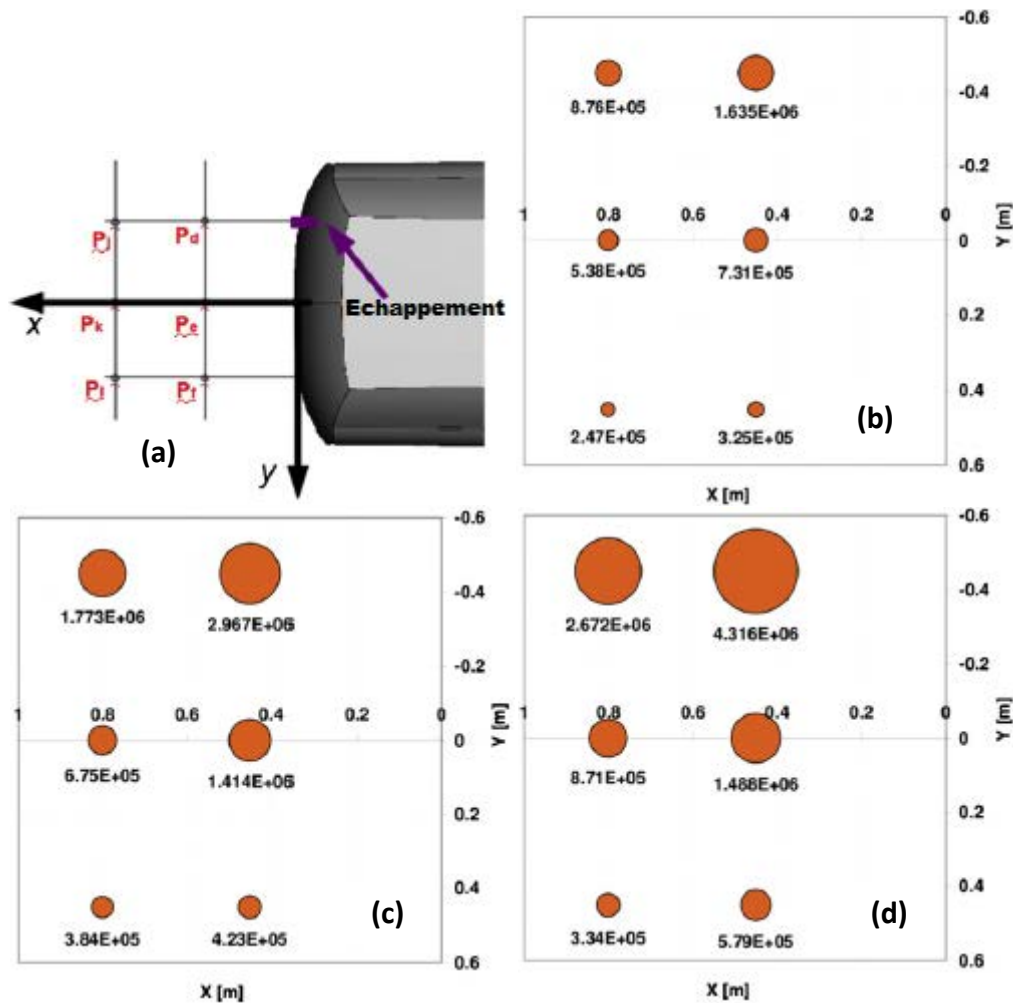 Pj Pd
Echappement
x Pk Pe
Pl Pf
(a)
y
-0.6
-0.4
8.76E+05 1.635E+06
-0.2
1 0.8 0.6 0.4 0.2 0
0 Y [m]
5.38E+05 7.31E+05
0.2
0.4
2.47E+05 3.25E+05
(b)
0.6
X [m]
-0.6
-0.4
1.773E+06 2.967E+06
-0.2
1 0.8 0.6 0.4 0.2 0
0 Y [m]
6.75E+05 1.414E+06
0.2
0.4
3.84E+05 4.23E+05
(c)
0.6
X [m]
-0.6
-0.4
2.672E+06 4.316E+06
-0.2
1 0.8 0.6 0.4 0.2 0
0 Y [m]
8.71E+05 1.488E+06
0.2
0.4
3.34E+05 5.79E+05
(d)
0.6
X [m]